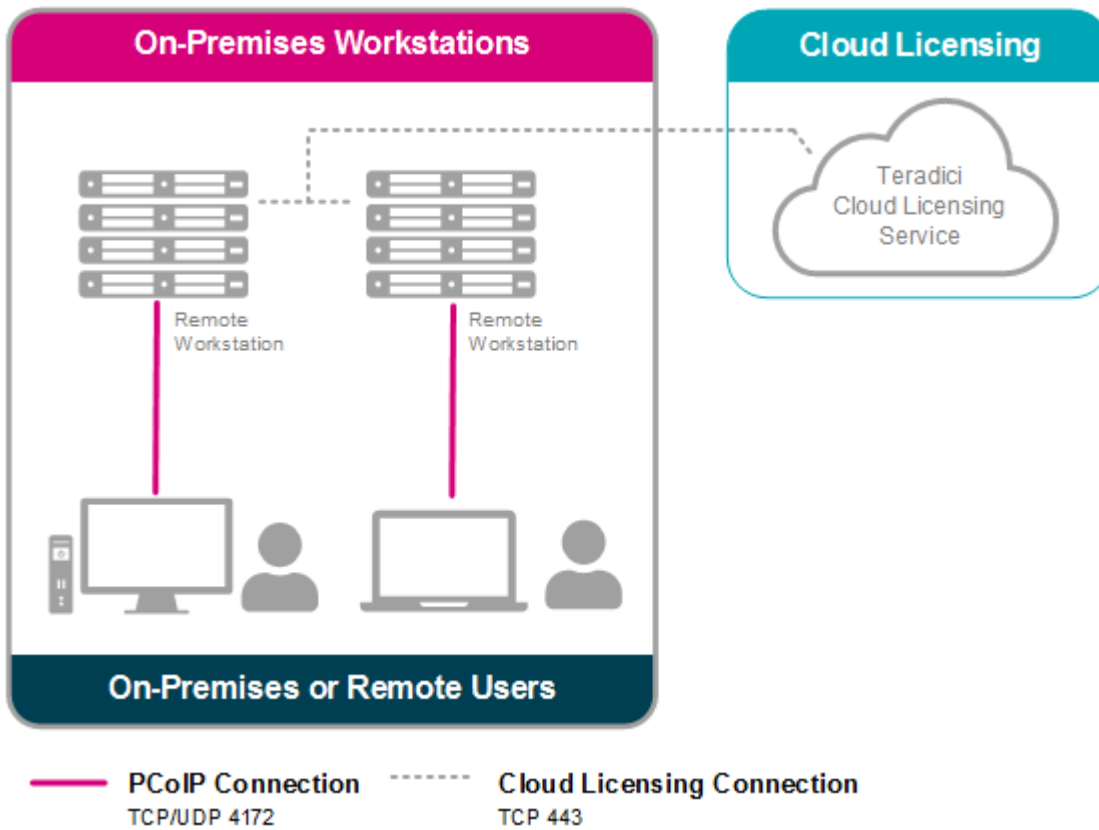 On-Premises Workstations
Cloud Licensing
Teradici
Cloud Licensing
Service
Remote
Workstation
Remote
Workstation
On-Premises or Remote Users
PCoIP Connection
TCP/UDP 4172
Cloud Licensing Connection
TCP 443